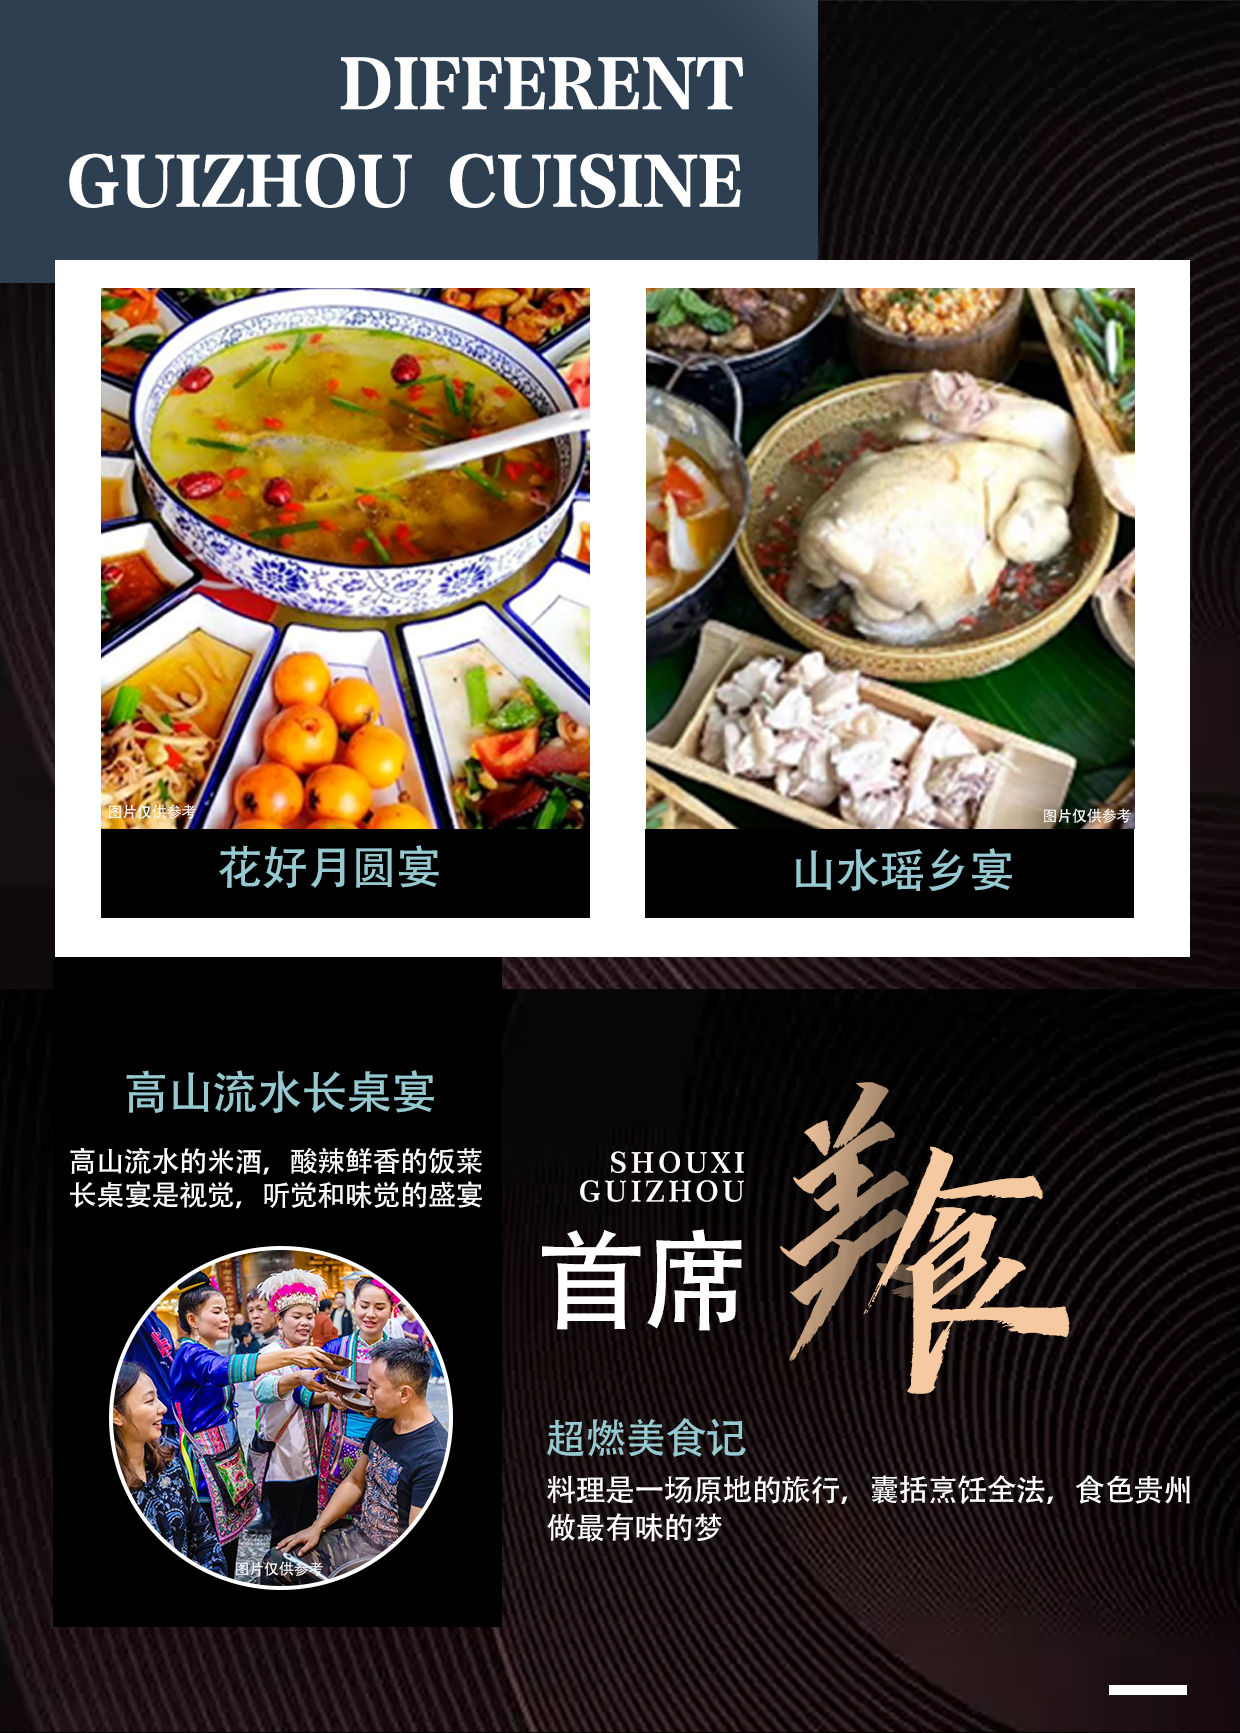 DIFFERENT
GUIZHOU CUISINE
图片仅供参考
图片仅供参考
花好月圆宴
山水瑶乡宴
高山流水长桌宴
高山流水的米酒，酸辣鲜香的饭菜
长桌宴是视觉，听觉和味觉的盛宴
图片仅供参考
SHOUXI
GUIZHOU
首席
美食
超燃美食记
料理是一场原地的旅行，囊括烹饪全法，食色贵州
做最有味的梦